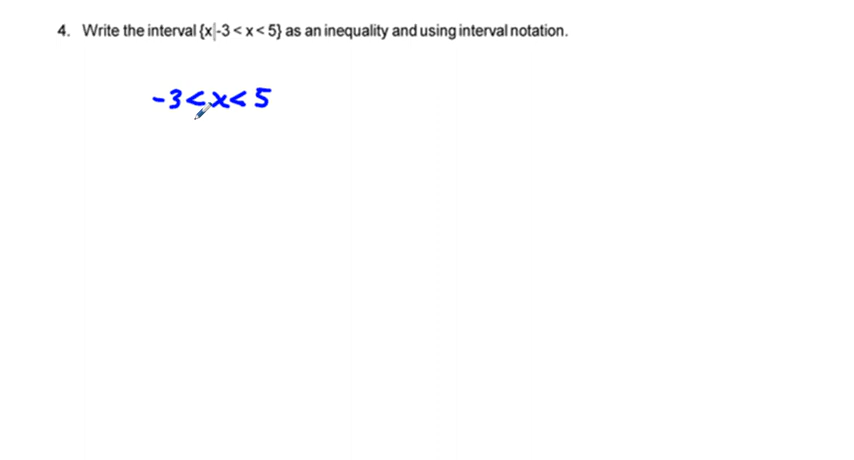 4. Write the interval {x|-3 < x < 5} as an inequality and using interval notation.
-3 < x < 5